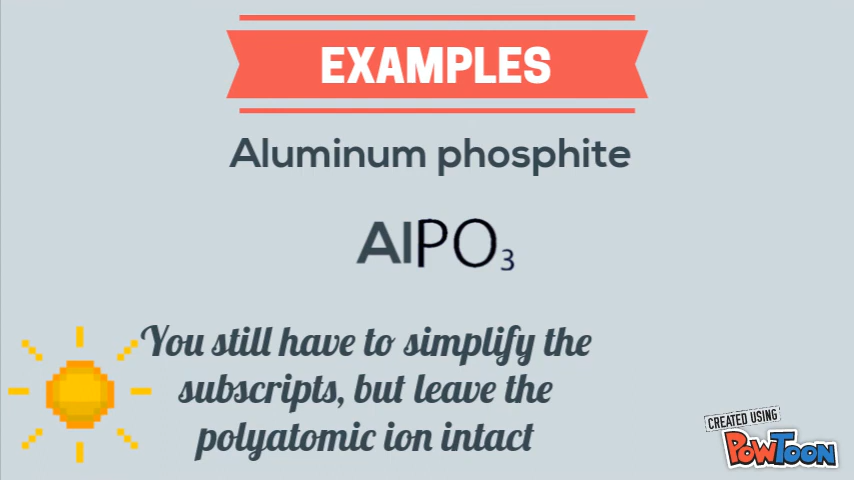 EXAMPLES
Aluminum phosphite
AlPO₃
You still have to simplify the
subscripts, but leave the
polyatomic ion intact
CREATED USING
POWTOON